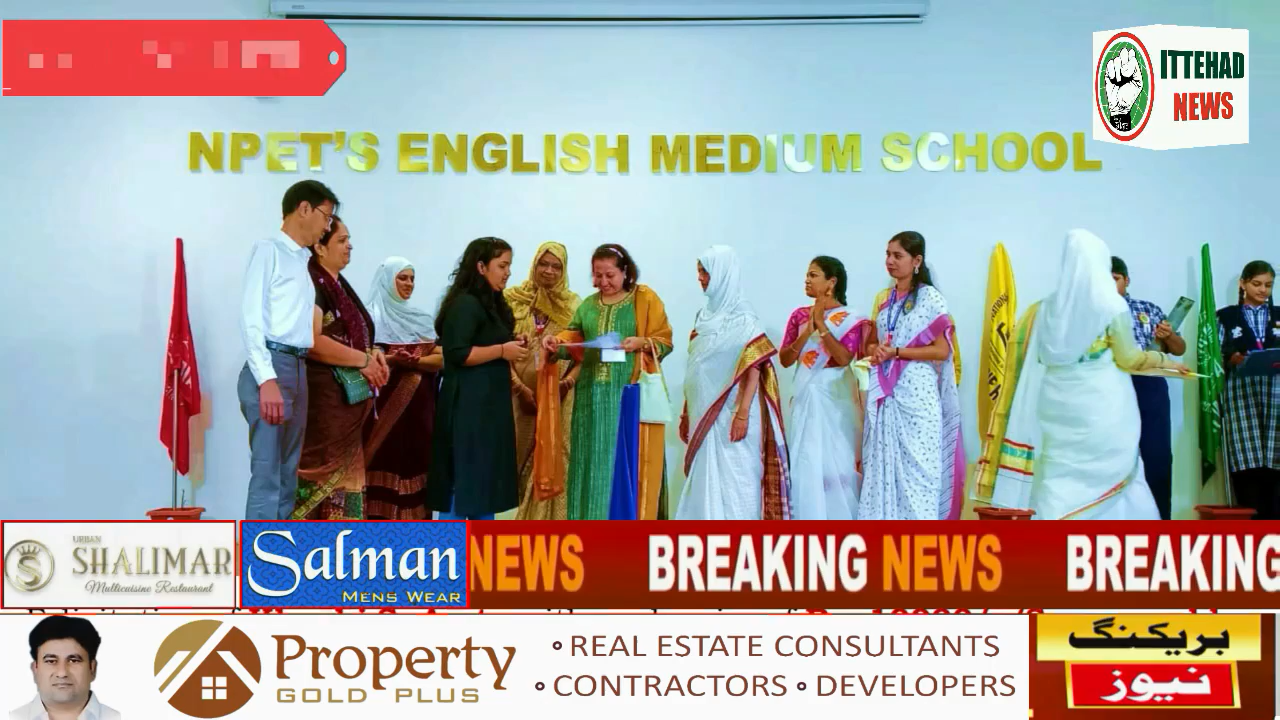 ITTEHAD
NEWS
NPET'S ENGLISH MEDIUM SCHOOL
URBAN
SHALIMAR
Multicuisine Restaurant
Salman
MENS WEAR
NEWS BREAKING NEWS BREAKING
Property
GOLD PLUS
• REAL ESTATE CONSULTANTS
• CONTRACTORS • DEVELOPERS
بریکنگ
نیوز